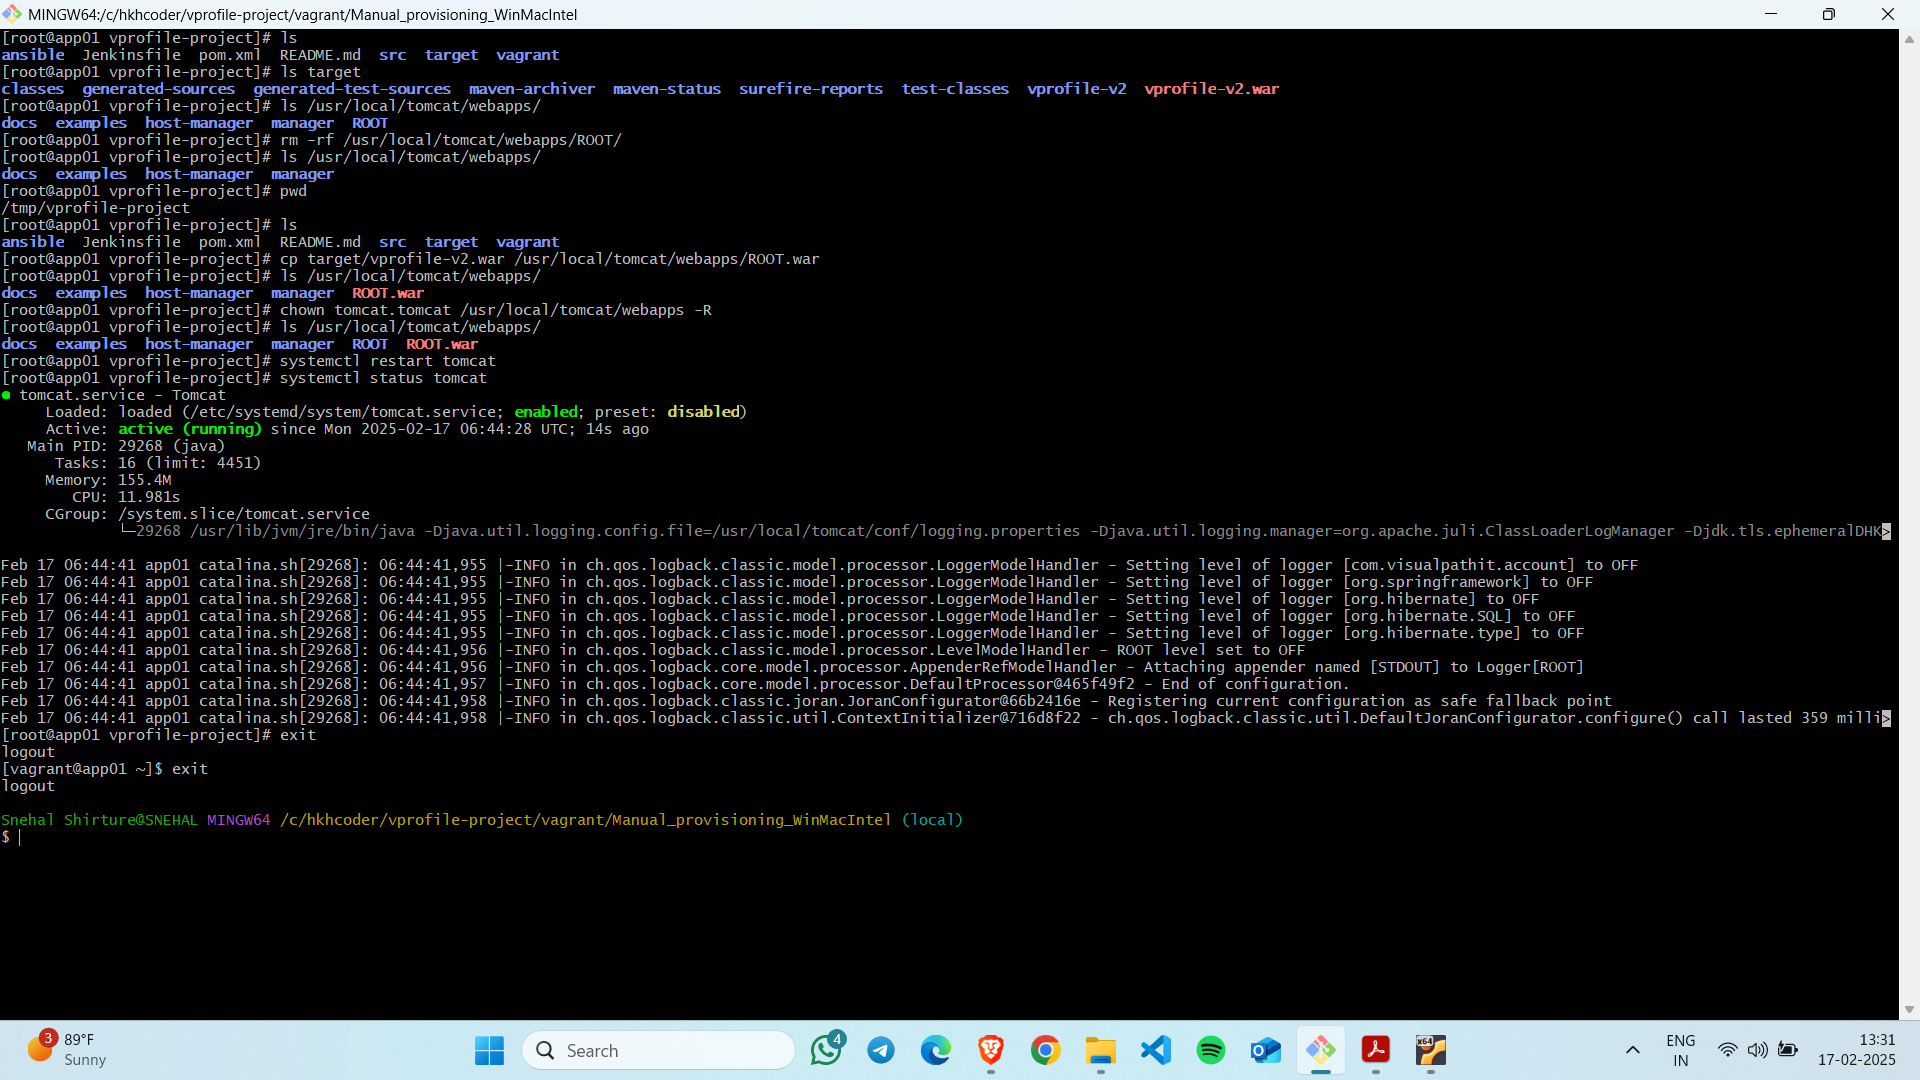 MINGW64:/c/hkhcoder/vprofile-project/vagrant/Manual_provisioning_WinMacIntel
[root@app01 vprofile-project]# ls
ansible  Jenkinsfile  pom.xml  README.md  src  target  vagrant
[root@app01 vprofile-project]# ls target
classes  generated-sources  generated-test-sources  maven-archiver  maven-status  surefire-reports  test-classes  vprofile-v2  vprofile-v2.war
[root@app01 vprofile-project]# ls /usr/local/tomcat/webapps/
docs  examples  host-manager  manager  ROOT
[root@app01 vprofile-project]# rm -rf /usr/local/tomcat/webapps/ROOT/
[root@app01 vprofile-project]# ls /usr/local/tomcat/webapps/
docs  examples  host-manager  manager
[root@app01 vprofile-project]# pwd
/tmp/vprofile-project
[root@app01 vprofile-project]# ls
ansible  Jenkinsfile  pom.xml  README.md  src  target  vagrant
[root@app01 vprofile-project]# cp target/vprofile-v2.war /usr/local/tomcat/webapps/ROOT.war
[root@app01 vprofile-project]# ls /usr/local/tomcat/webapps/
docs  examples  host-manager  manager  ROOT.war
[root@app01 vprofile-project]# chown tomcat.tomcat /usr/local/tomcat/webapps -R
[root@app01 vprofile-project]# ls /usr/local/tomcat/webapps/
docs  examples  host-manager  manager  ROOT  ROOT.war
[root@app01 vprofile-project]# systemctl restart tomcat
[root@app01 vprofile-project]# systemctl status tomcat
● tomcat.service - Tomcat
Loaded: loaded (/etc/systemd/system/tomcat.service; enabled; preset: disabled)
Active: active (running) since Mon 2025-02-17 06:44:28 UTC; 14s ago
Main PID: 29268 (java)
Tasks: 16 (limit: 4451)
Memory: 155.4M
CPU: 11.981s
CGroup: /system.slice/tomcat.service
└─29268 /usr/lib/jvm/jre/bin/java -Djava.util.logging.config.file=/usr/local/tomcat/conf/logging.properties -Djava.util.logging.manager=org.apache.juli.ClassLoaderLogManager -Djdk.tls.ephemeralDHK>
Feb 17 06:44:41 app01 catalina.sh[29268]: 06:44:41,955 |-INFO in ch.qos.logback.classic.model.processor.LoggerModelHandler - Setting level of logger [com.visualpathit.account] to OFF
Feb 17 06:44:41 app01 catalina.sh[29268]: 06:44:41,955 |-INFO in ch.qos.logback.classic.model.processor.LoggerModelHandler - Setting level of logger [org.springframework] to OFF
Feb 17 06:44:41 app01 catalina.sh[29268]: 06:44:41,955 |-INFO in ch.qos.logback.classic.model.processor.LoggerModelHandler - Setting level of logger [org.hibernate] to OFF
Feb 17 06:44:41 app01 catalina.sh[29268]: 06:44:41,955 |-INFO in ch.qos.logback.classic.model.processor.LoggerModelHandler - Setting level of logger [org.hibernate.SQL] to OFF
Feb 17 06:44:41 app01 catalina.sh[29268]: 06:44:41,955 |-INFO in ch.qos.logback.classic.model.processor.LoggerModelHandler - Setting level of logger [org.hibernate.type] to OFF
Feb 17 06:44:41 app01 catalina.sh[29268]: 06:44:41,956 |-INFO in ch.qos.logback.classic.model.processor.LevelModelHandler - ROOT level set to OFF
Feb 17 06:44:41 app01 catalina.sh[29268]: 06:44:41,956 |-INFO in ch.qos.logback.core.model.processor.AppenderRefModelHandler - Attaching appender named [STDOUT] to Logger[ROOT]
Feb 17 06:44:41 app01 catalina.sh[29268]: 06:44:41,957 |-INFO in ch.qos.logback.core.model.processor.DefaultProcessor@465f49f2 - End of configuration.
Feb 17 06:44:41 app01 catalina.sh[29268]: 06:44:41,958 |-INFO in ch.qos.logback.classic.joran.JoranConfigurator@66b2416e - Registering current configuration as safe fallback point
Feb 17 06:44:41 app01 catalina.sh[29268]: 06:44:41,958 |-INFO in ch.qos.logback.classic.util.ContextInitializer@716d8f22 - ch.qos.logback.classic.util.DefaultJoranConfigurator.configure() call lasted 359 milli>
[root@app01 vprofile-project]# exit
logout
[vagrant@app01 ~]$ exit
logout
Snehal Shirture@SNEHAL MINGW64 /c/hkhcoder/vprofile-project/vagrant/Manual_provisioning_WinMacIntel (local)
$
3
89°F
Sunny
Search
4
x64
ENG
IN
13:31
17-02-2025